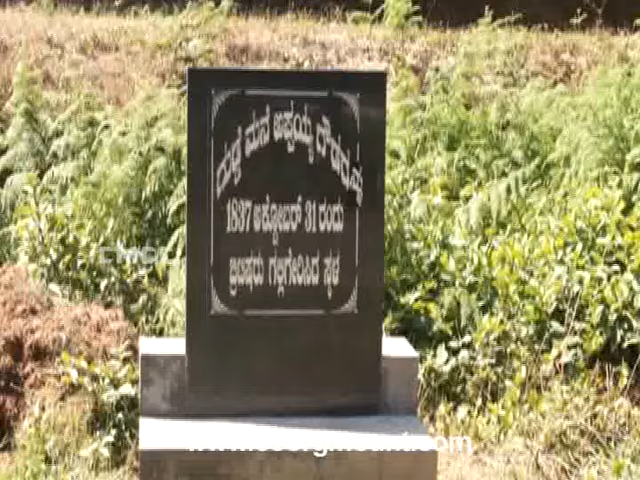 ಗುಡ್ಡೆ ಮನೆ ಅಪ್ಪಯ್ಯ ಗೌಡರನ್ನು
1837 ಅಕ್ಟೋಬರ್ 31 ರಂದು
ಬ್ರಿಟಿಷರು ಗಲ್ಲಿಗೇರಿಸಿದ ಸ್ಥಳ